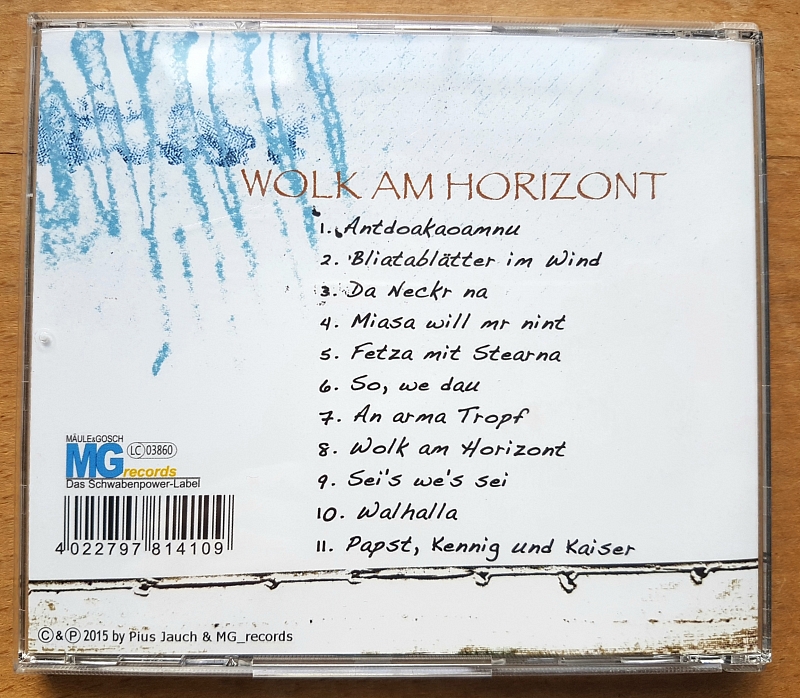 WOLK AM HORIZONT
1. Antdoakaoamnu
2. Bliatablätter im Wind
3. Da Neckr na
4. Miasa will mr nint
5. Fetza mit Stearna
6. So, we dau
7. An arma Tropf
8. Wolk am Horizont
9. Sei's we's sei
10. Walhalla
11. Papst, Kennig und Kaiser
MÄULE&GOSCH
MG records LC 03860
Das Schwabenpower-Label
4 022797 814109
©&℗ 2015 by Pius Jauch & MG_records